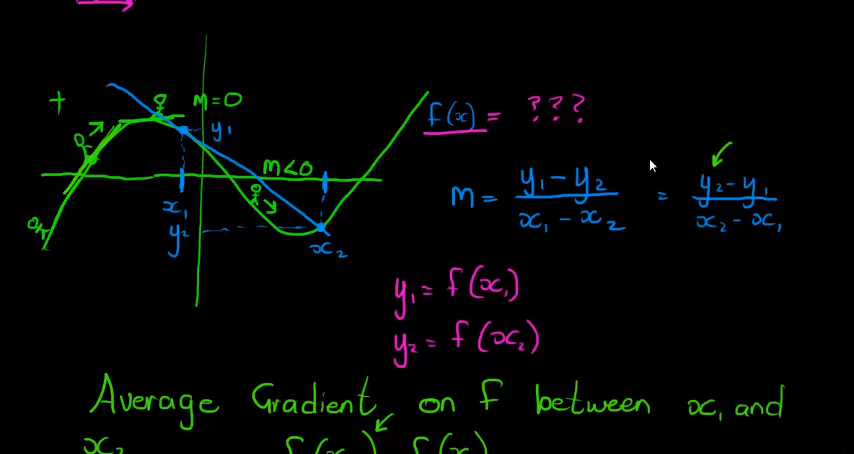 +
m = 0
y₁
f(x) = ???
m < 0
m = (y₁ - y₂)/(x₁ - x₂) = (y₂ - y₁)/(x₂ - x₁)
x₁
y₂
x₂
y₁ = f(x₁)
y₂ = f(x₂)
Average Gradient on f between x₁ and
x₂